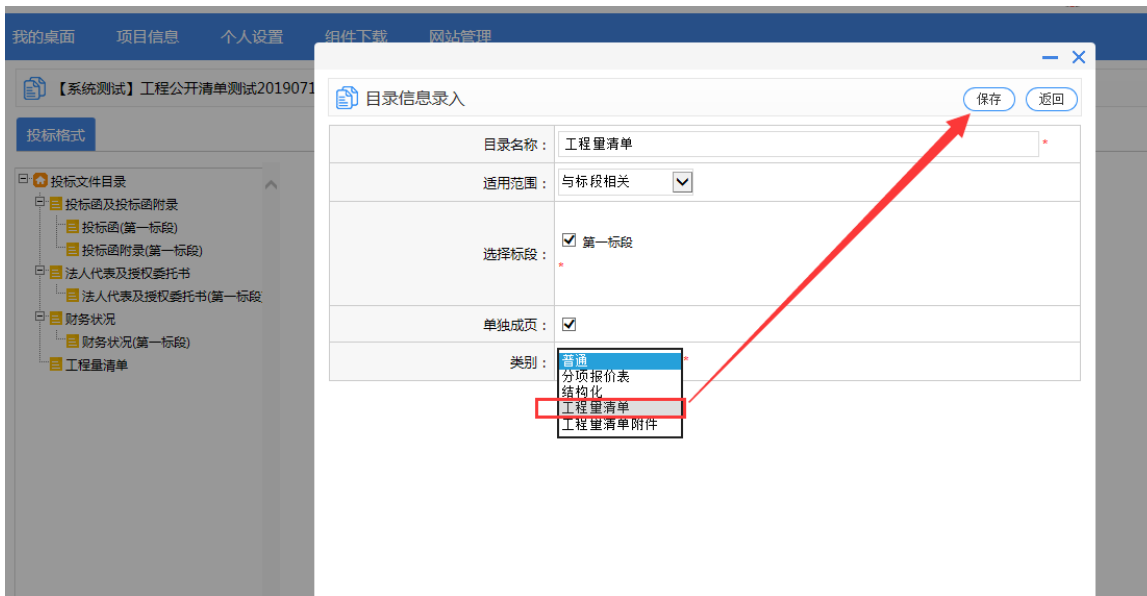 我的桌面 项目信息 个人设置 组件下载 网站管理
【系统测试】工程公开清单测试2019071
目录信息录入 保存 返回
投标格式
目录名称： 工程量清单 *
适用范围： 与标段相关
选择标段： 第一标段
*
单独成页：
类别： 普通 *
分项报价表
结构化
工程量清单
工程量清单附件
投标文件目录
投标函及投标函附录
投标函(第一标段)
投标函附录(第一标段)
法人代表及授权委托书
法人代表及授权委托书(第一标段
财务状况
财务状况(第一标段)
工程量清单